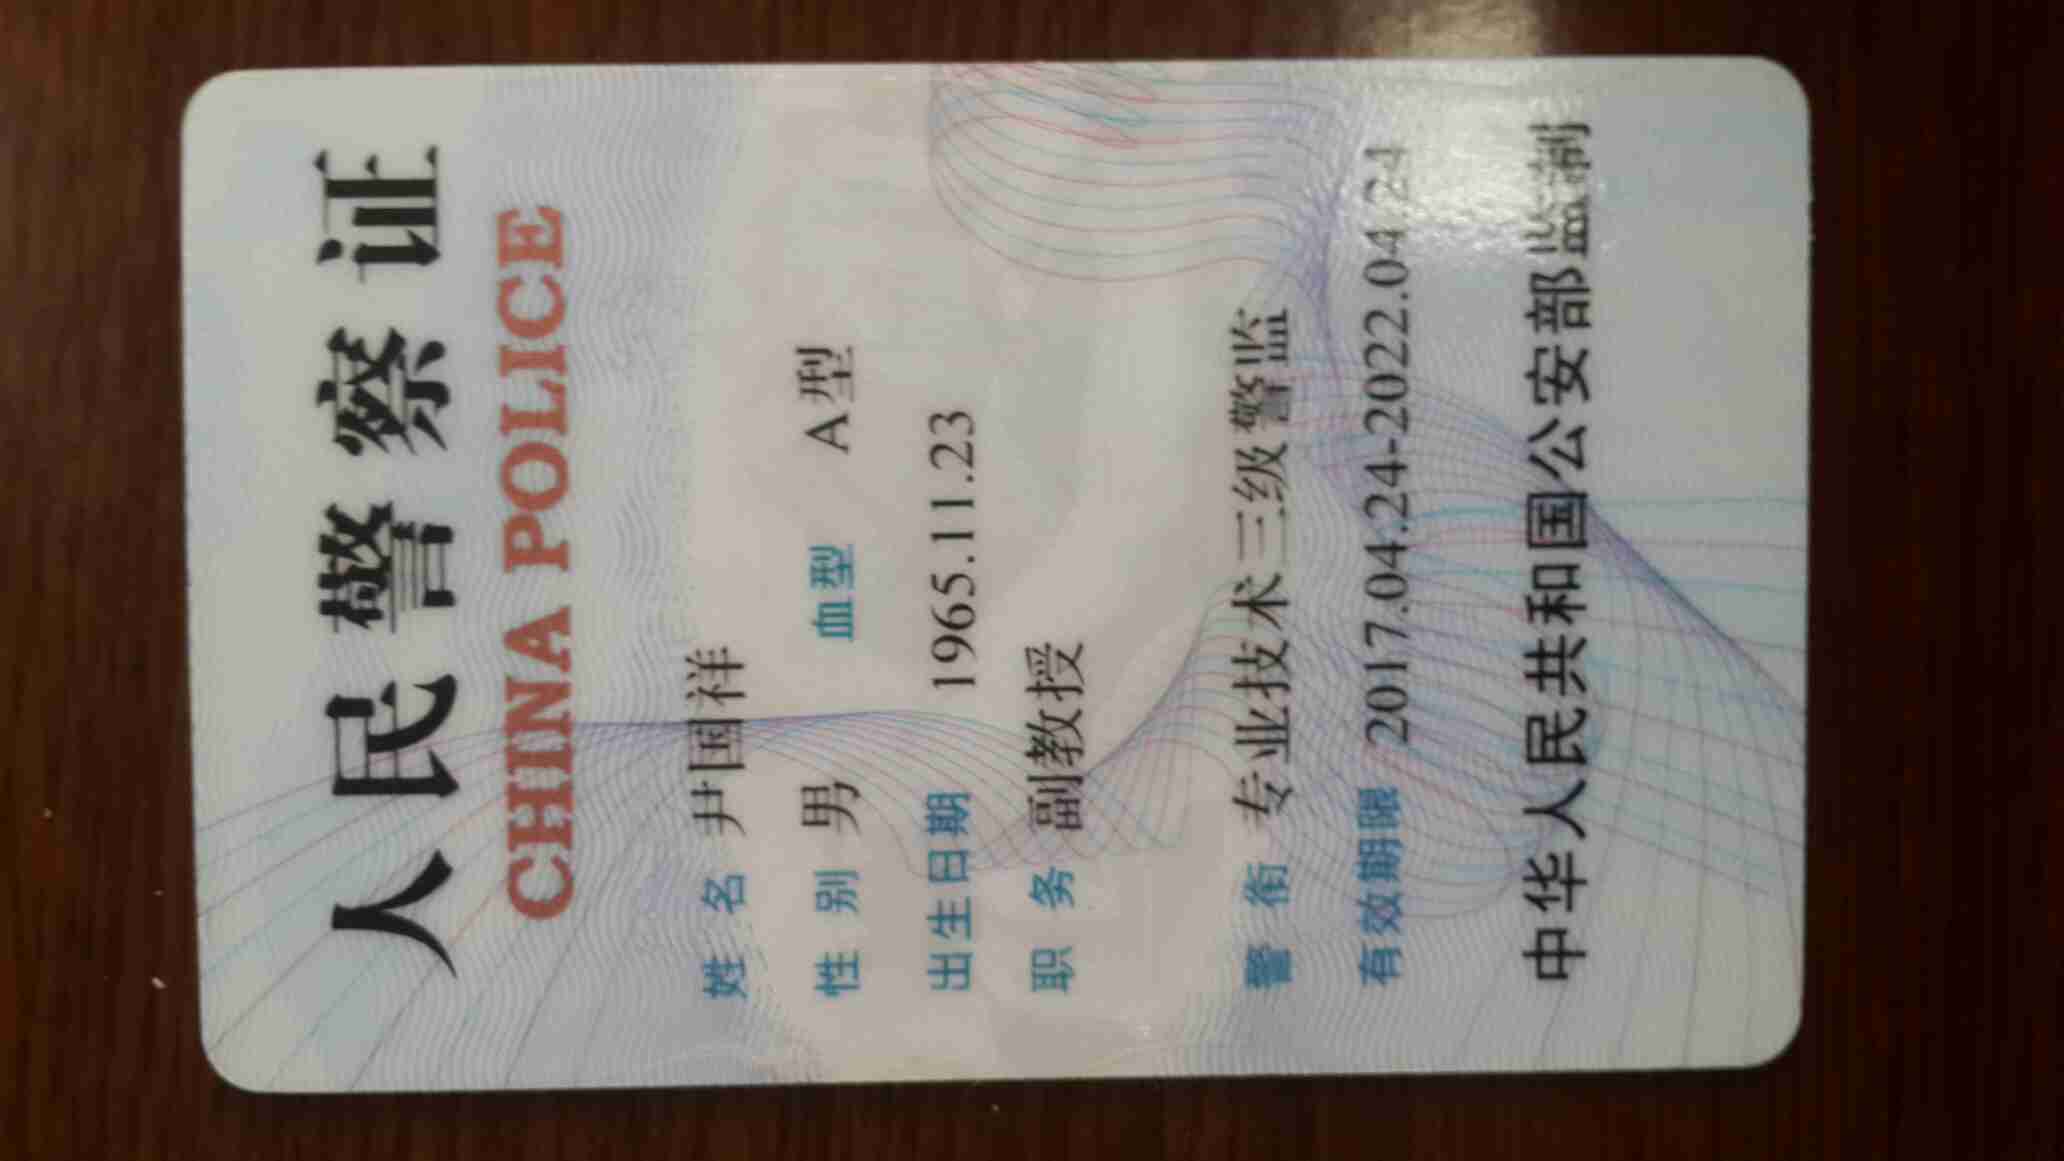 人民警察证
CHINA POLICE
姓 名 尹国祥
性 别 男 血型 A型
出生日期 1965.11.23
职 务 副教授
警 衔 专业技术三级警监
有效期限 2017.04.24-2022.04.24
中华人民共和国公安部监制